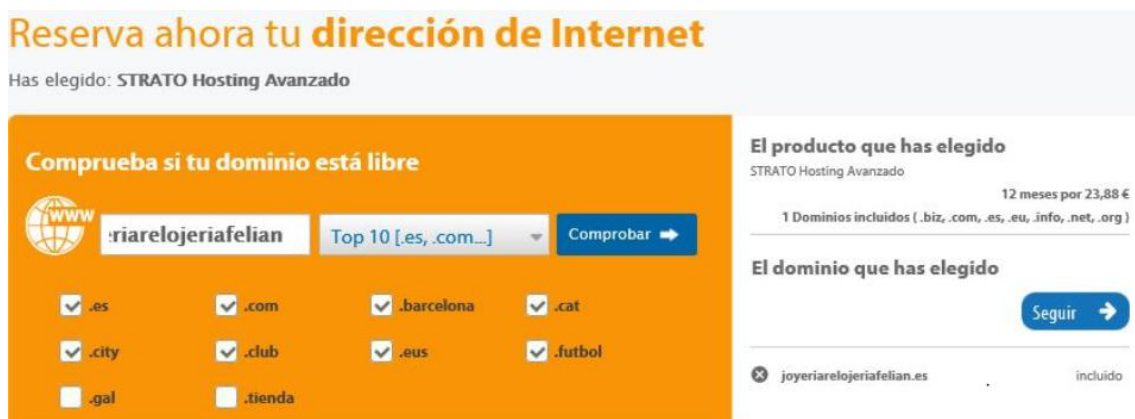 Reserva ahora tu dirección de Internet
Has elegido: STRATO Hosting Avanzado
Comprueba si tu dominio está libre
www
riarelojeriafelian
Top 10 [.es, .com...]
Comprobar
.es
.com
.barcelona
.cat
.city
.club
.eus
.futbol
.gal
.tienda
El producto que has elegido
STRATO Hosting Avanzado
12 meses por 23,88 €
1 Dominios incluidos ( .biz, .com, .es, .eu, .info, .net, .org )
El dominio que has elegido
Seguir
joyeriarelojeriafelian.es
incluido